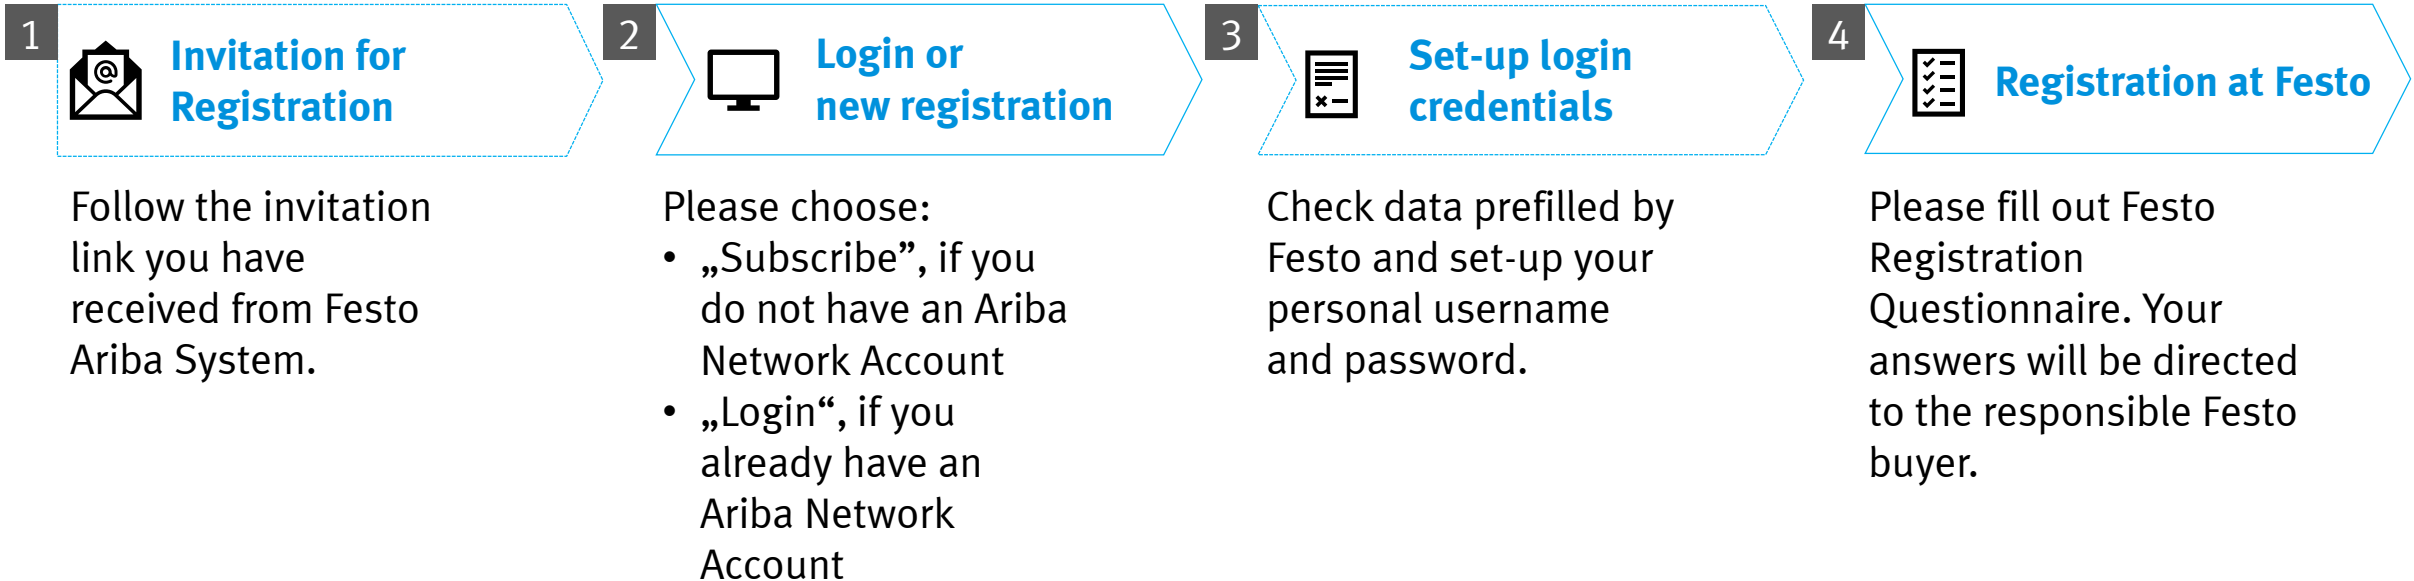 1
Invitation for
Registration
Follow the invitation
link you have
received from Festo
Ariba System.
2
Login or
new registration
Please choose:
• „Subscribe”, if you
do not have an Ariba
Network Account
• „Login“, if you
already have an
Ariba Network
Account
3
Set-up login
credentials
Check data prefilled by
Festo and set-up your
personal username
and password.
4
Registration at Festo
Please fill out Festo
Registration
Questionnaire. Your
answers will be directed
to the responsible Festo
buyer.